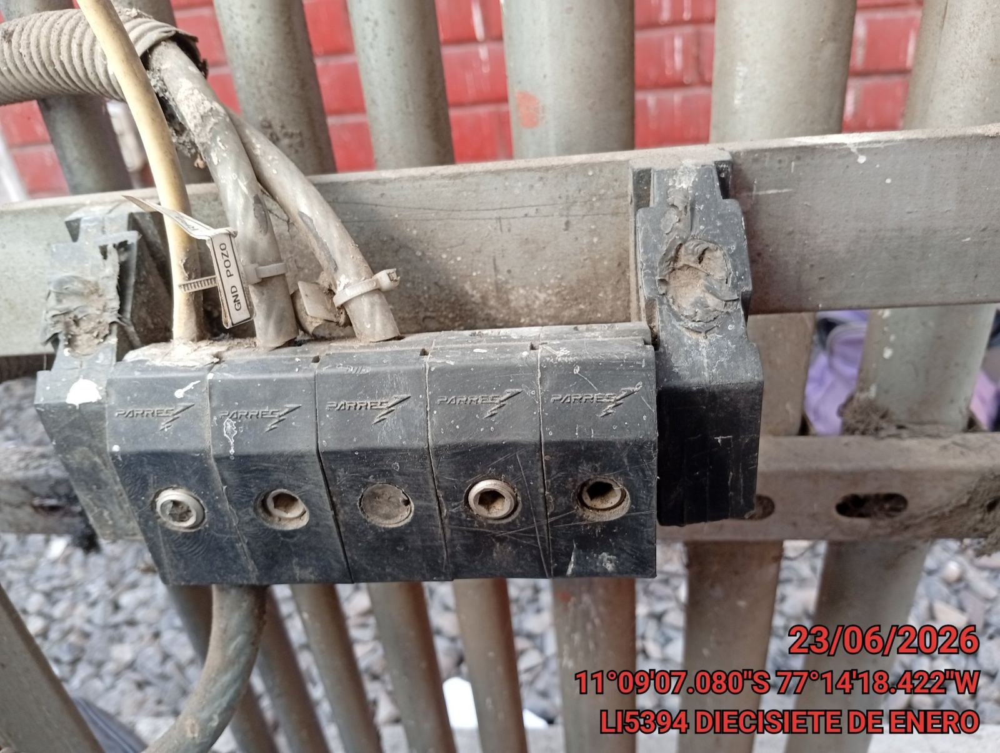 GND POZO
PARRES
PARRES
PARRES
PARRES
PARRES
23/06/2026
11°09'07.080"S 77°14'18.422"W
LI5394 DIECISIETE DE ENERO